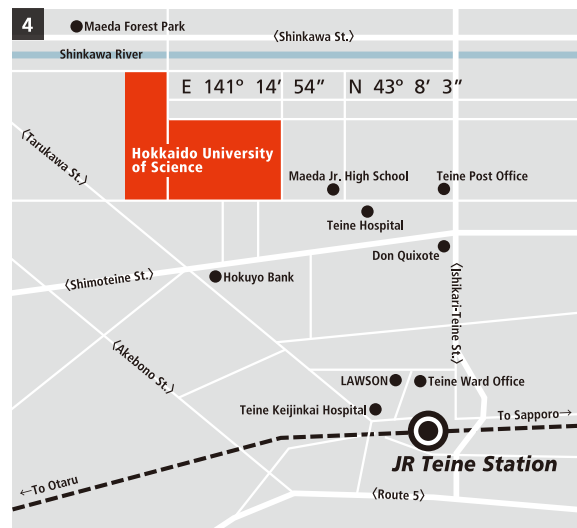 4
Maeda Forest Park
〈Shinkawa St.〉
Shinkawa River
E 141° 14’ 54” N 43° 8’ 3”
〈Tarukawa St.〉
Hokkaido University
of Science
Maeda Jr. High School
Teine Post Office
Teine Hospital
Don Quixote
〈Shimoteine St.〉
Hokuyo Bank
〈Ishikari-Teine St.〉
〈Akebono St.〉
LAWSON
Teine Ward Office
Teine Keijinkai Hospital
To Sapporo→
JR Teine Station
←To Otaru
〈Route 5〉